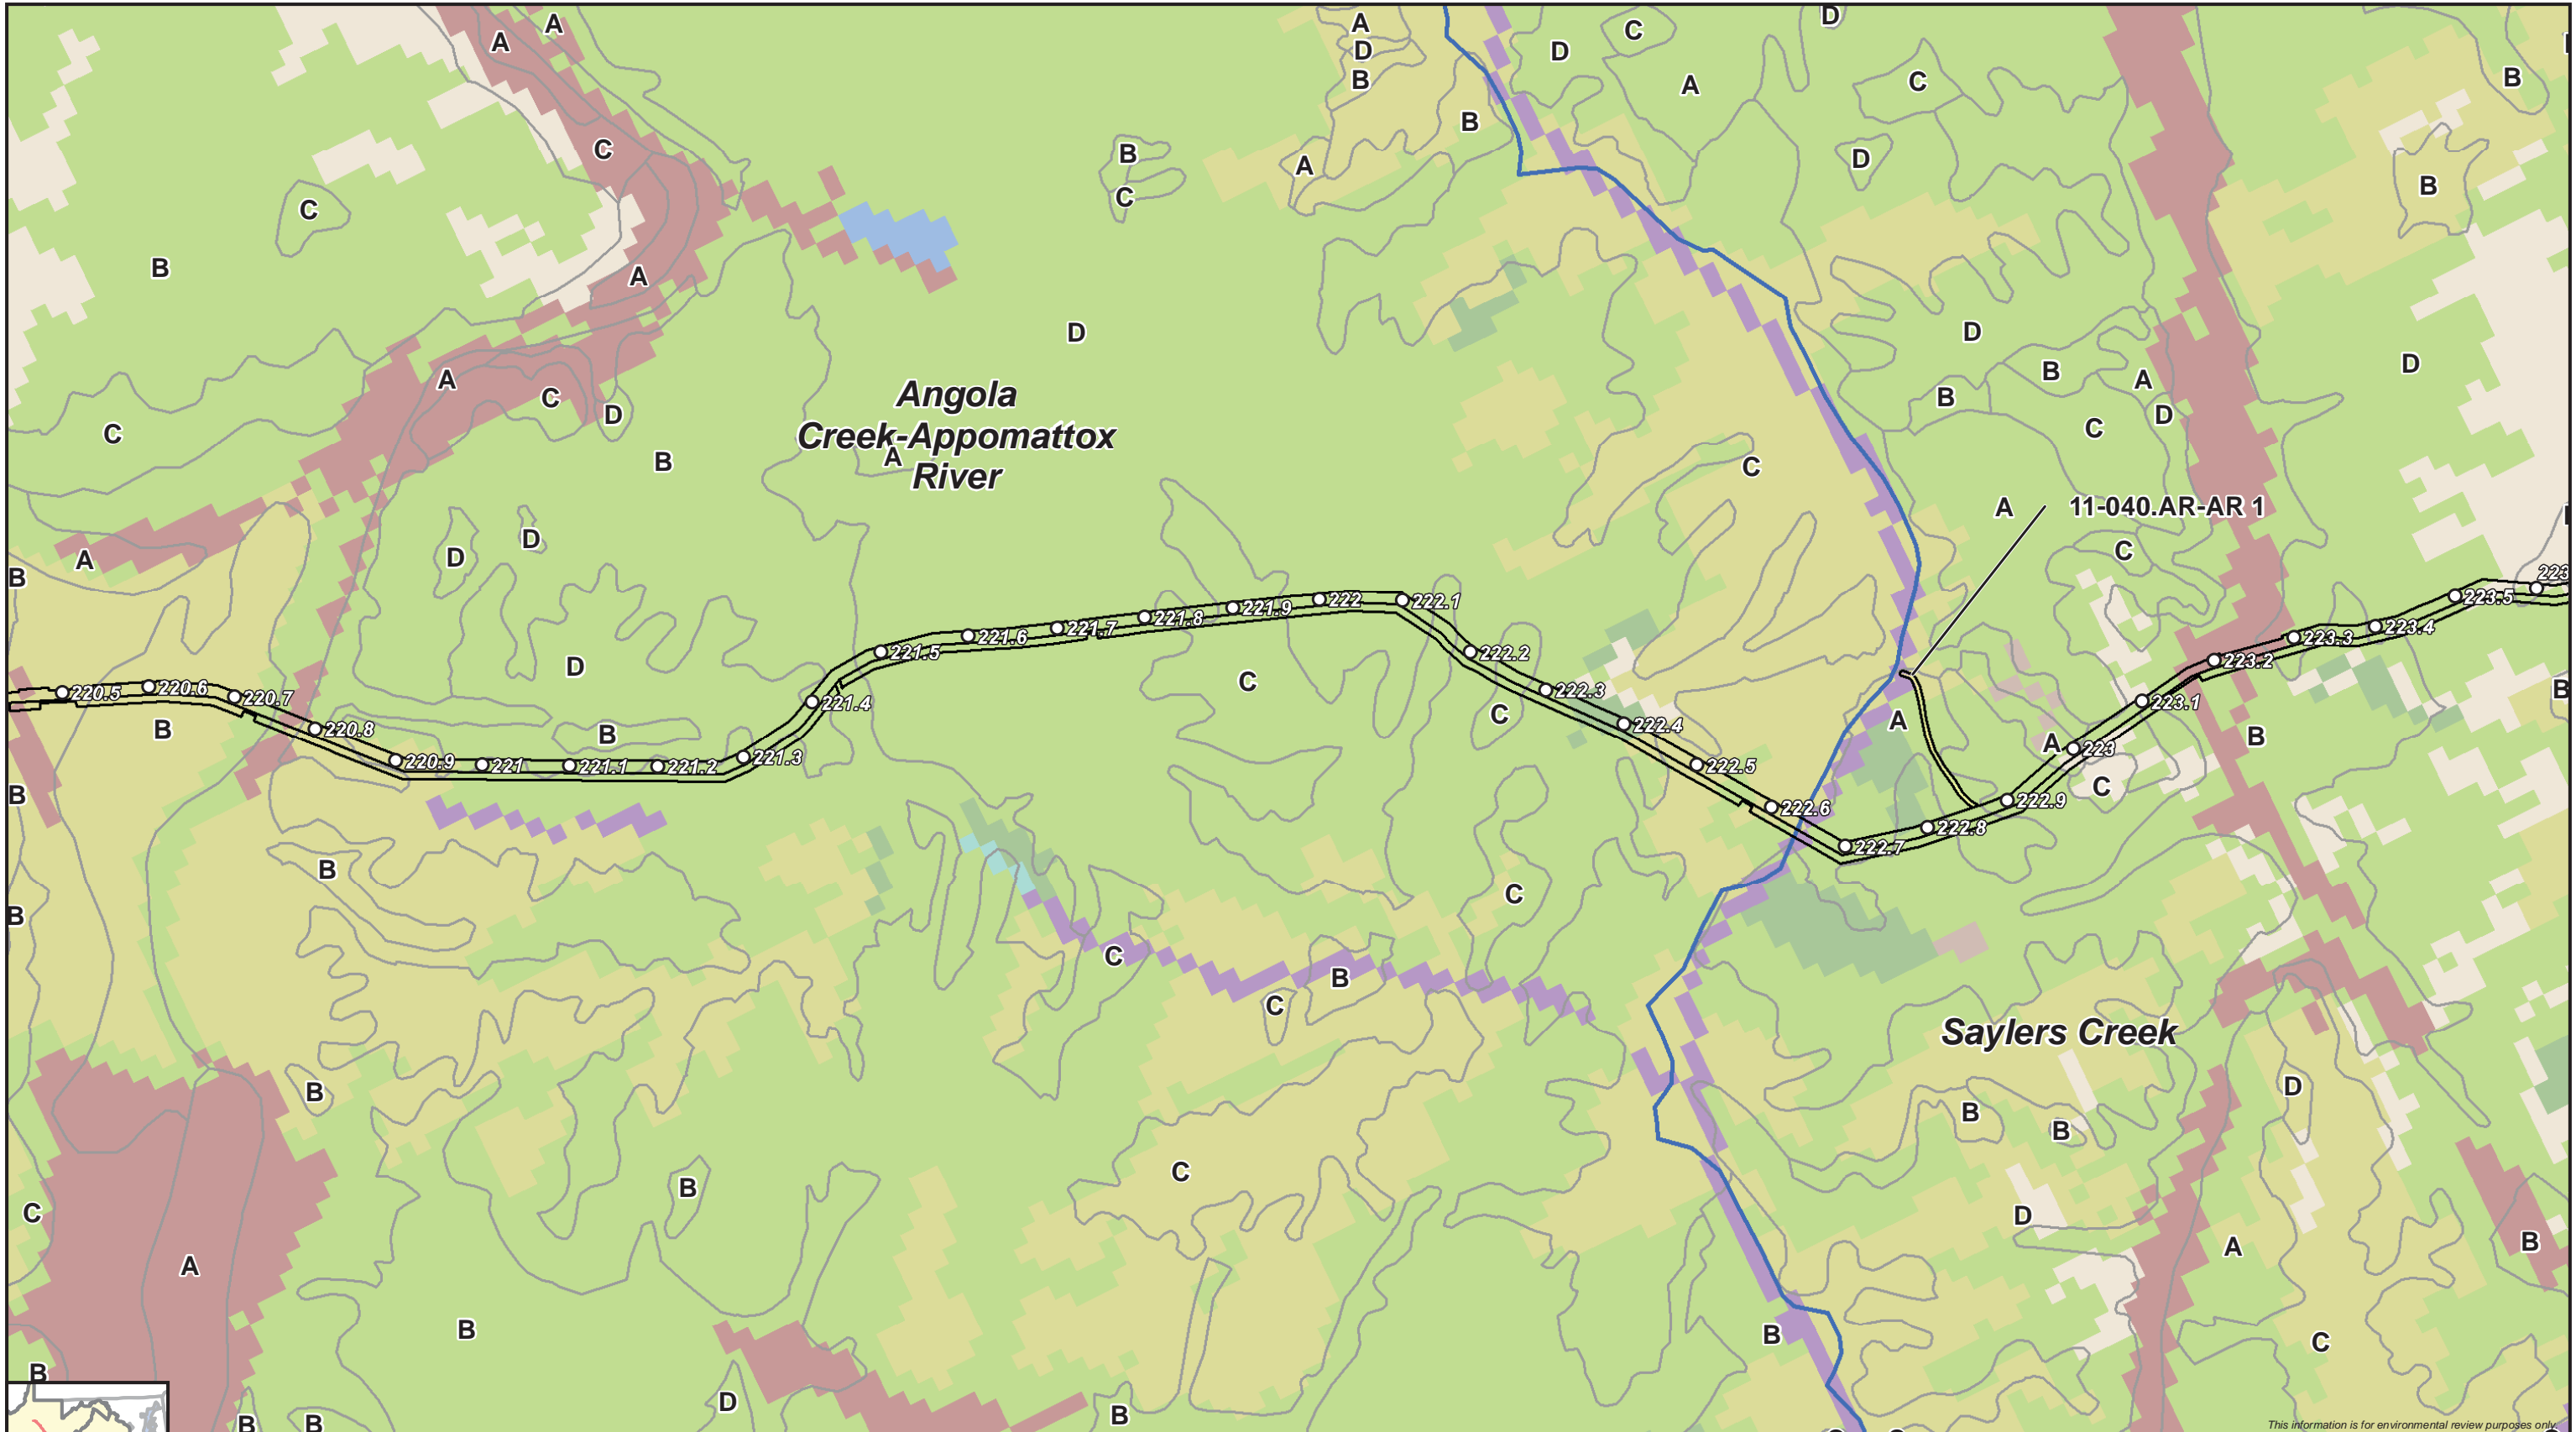 A
A
A
D
B
B
D
C
A
D
C
B
C
D
A
B
B
C
C
B
C
A
B
D
A
D
B
B
A
D
C
D
Angola
Creek-Appomattox
River
A
A
C
D
B
C
C
C
A
11-040.AR-AR 1
D
D
A
B
C
D
B
220.5
220.6
220.7
220.8
220.9
221
221.1
221.2
221.3
221.4
221.5
221.6
221.7
221.8
221.9
222
222.1
222.2
222.3
222.4
222.5
222.6
222.7
222.8
222.9
223
223.1
223.2
223.3
223.4
223.5
223
B
B
C
C
A
A
C
B
B
B
B
B
C
C
B
C
Saylers Creek
B
B
B
D
C
B
C
D
A
B
A
B
B
C
B
D
B
B
B
This information is for environmental review purposes only.